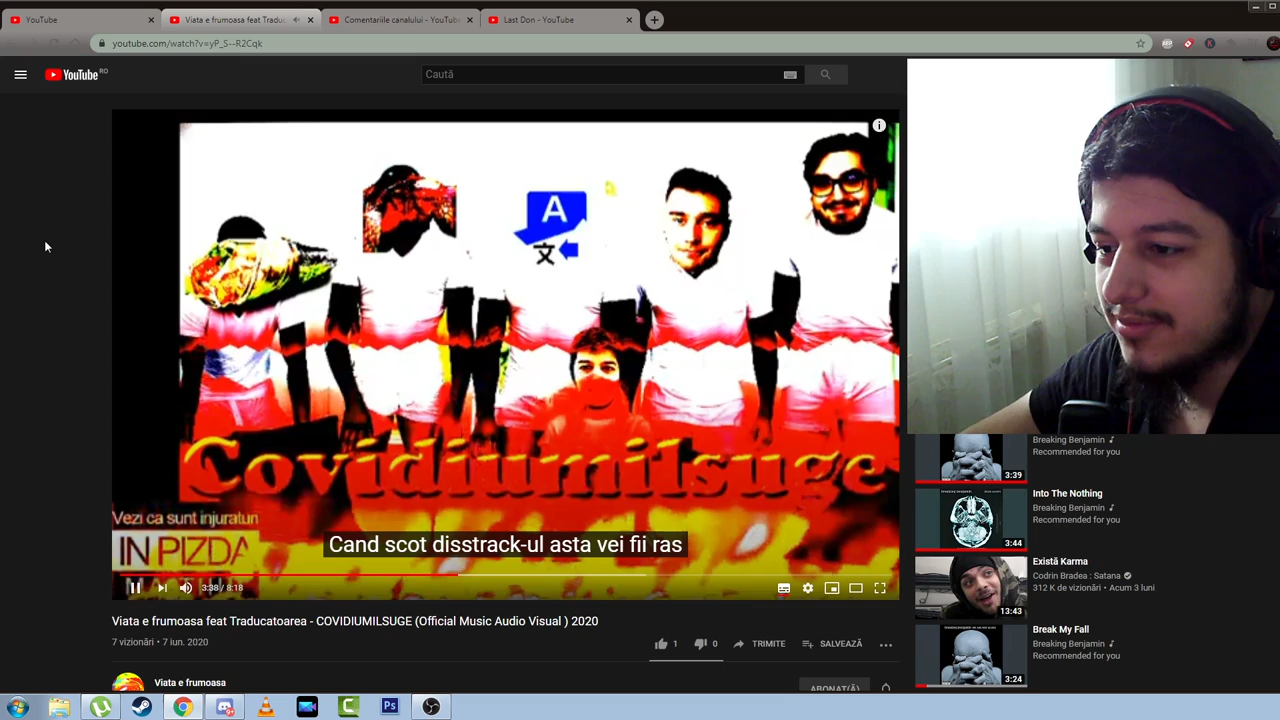 YouTube
Viata e frumoasa feat Traduc
Comentariile canalului - YouTub
Last Don - YouTube
youtube.com/watch?v=yP_S--R2Cqk
YouTube RO
Caută
A
文
Covidiumilsuge
Vezi ca sunt injuraturi
IN PIZDA
Cand scot disstrack-ul asta vei fii ras
3:38 / 8:18
Viata e frumoasa feat Traducatoarea - COVIDIUMILSUGE (Official Music Audio Visual ) 2020
7 vizionări • 7 iun. 2020
1
0
TRIMITE
SALVEAZĂ
Viata e frumoasa
ABONAT(Ă)
Breaking Benjamin
Recommended for you
3:39
Into The Nothing
Breaking Benjamin
Recommended for you
3:44
Există Karma
Codrin Bradea : Satana
312 K de vizionări • Acum 3 luni
13:43
Break My Fall
Breaking Benjamin
Recommended for you
3:24
Ps